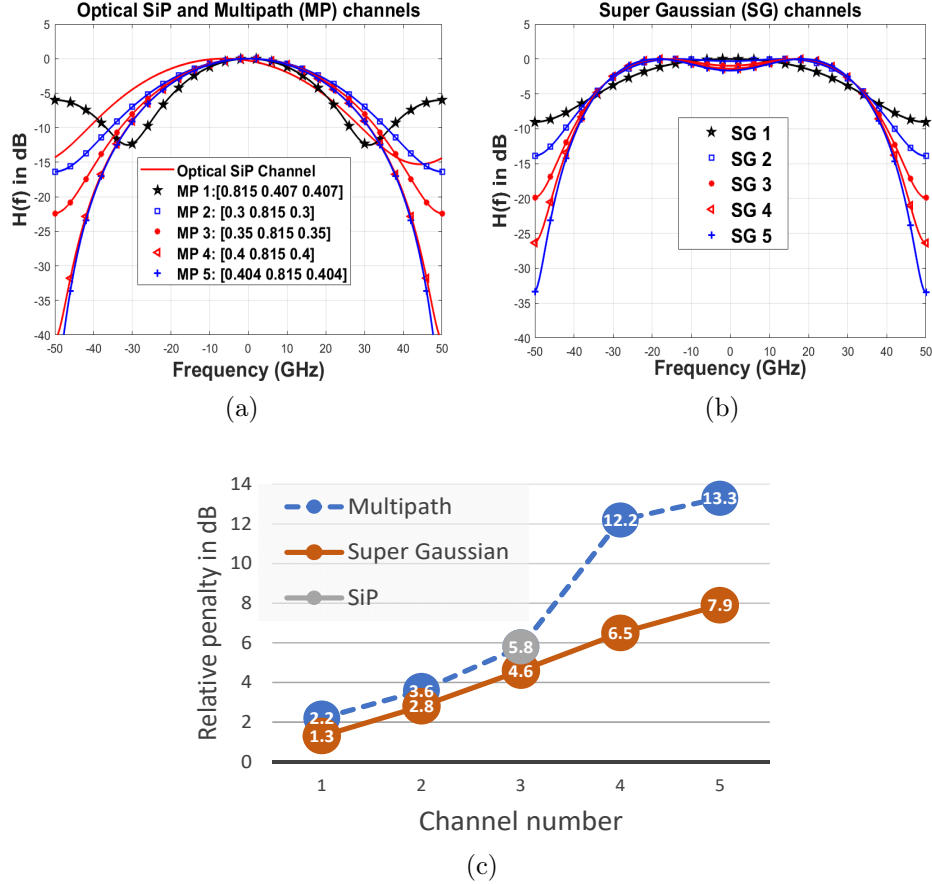 Optical SiP and Multipath (MP) channels
5
0
-5
-10
-15
-20
-25
-30
-35
-40
H(f) in dB
Optical SiP Channel
MP 1:[0.815 0.407 0.407]
MP 2: [0.3 0.815 0.3]
MP 3: [0.35 0.815 0.35]
MP 4: [0.4 0.815 0.4]
MP 5: [0.404 0.815 0.404]
-50 -40 -30 -20 -10 0 10 20 30 40 50
Frequency (GHz)
(a)
Super Gaussian (SG) channels
5
0
-5
-10
-15
-20
-25
-30
-35
-40
H(f) in dB
SG 1
SG 2
SG 3
SG 4
SG 5
-50 -40 -30 -20 -10 0 10 20 30 40 50
Frequency (GHz)
(b)
14
12
10
8
6
4
2
0
Relative penalty in dB
Multipath
Super Gaussian
SiP
2.2 3.6 5.8 12.2 13.3
1.3 2.8 4.6 6.5 7.9
1 2 3 4 5
Channel number
(c)